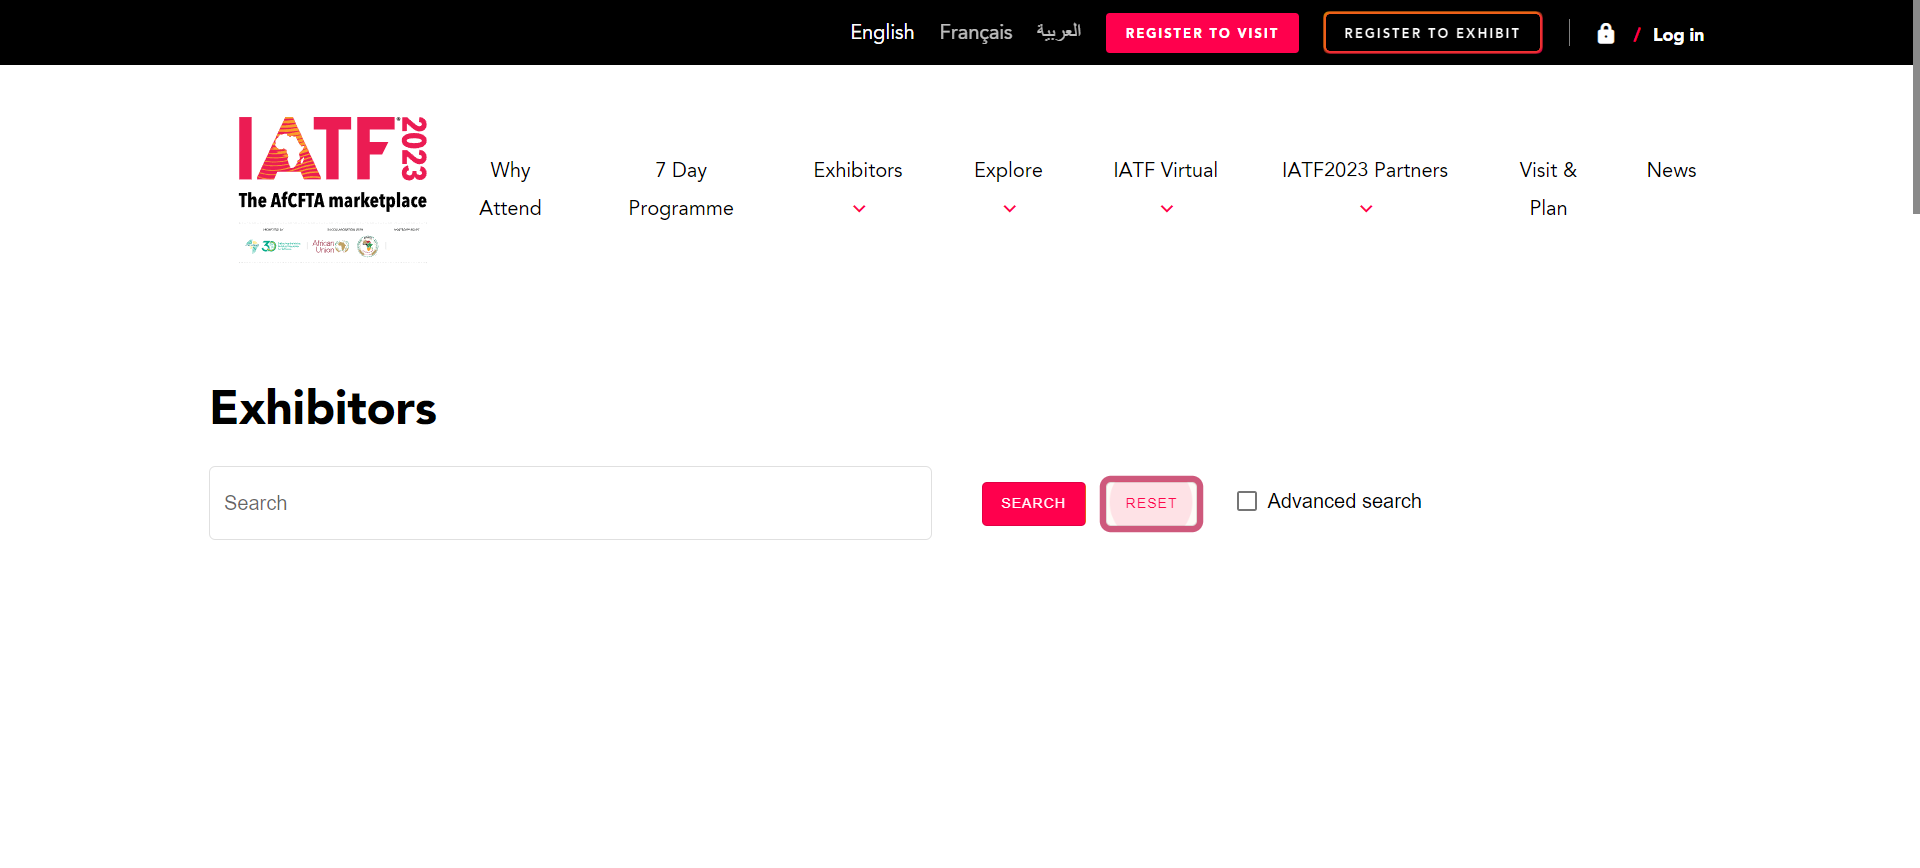 English Français العربية REGISTER TO VISIT REGISTER TO EXHIBIT / Log in
IATF 2023
The AfCFTA marketplace
African Union
Why Attend
7 Day Programme
Exhibitors
Explore
IATF Virtual
IATF2023 Partners
Visit & Plan
News
Exhibitors
Search SEARCH RESET Advanced search